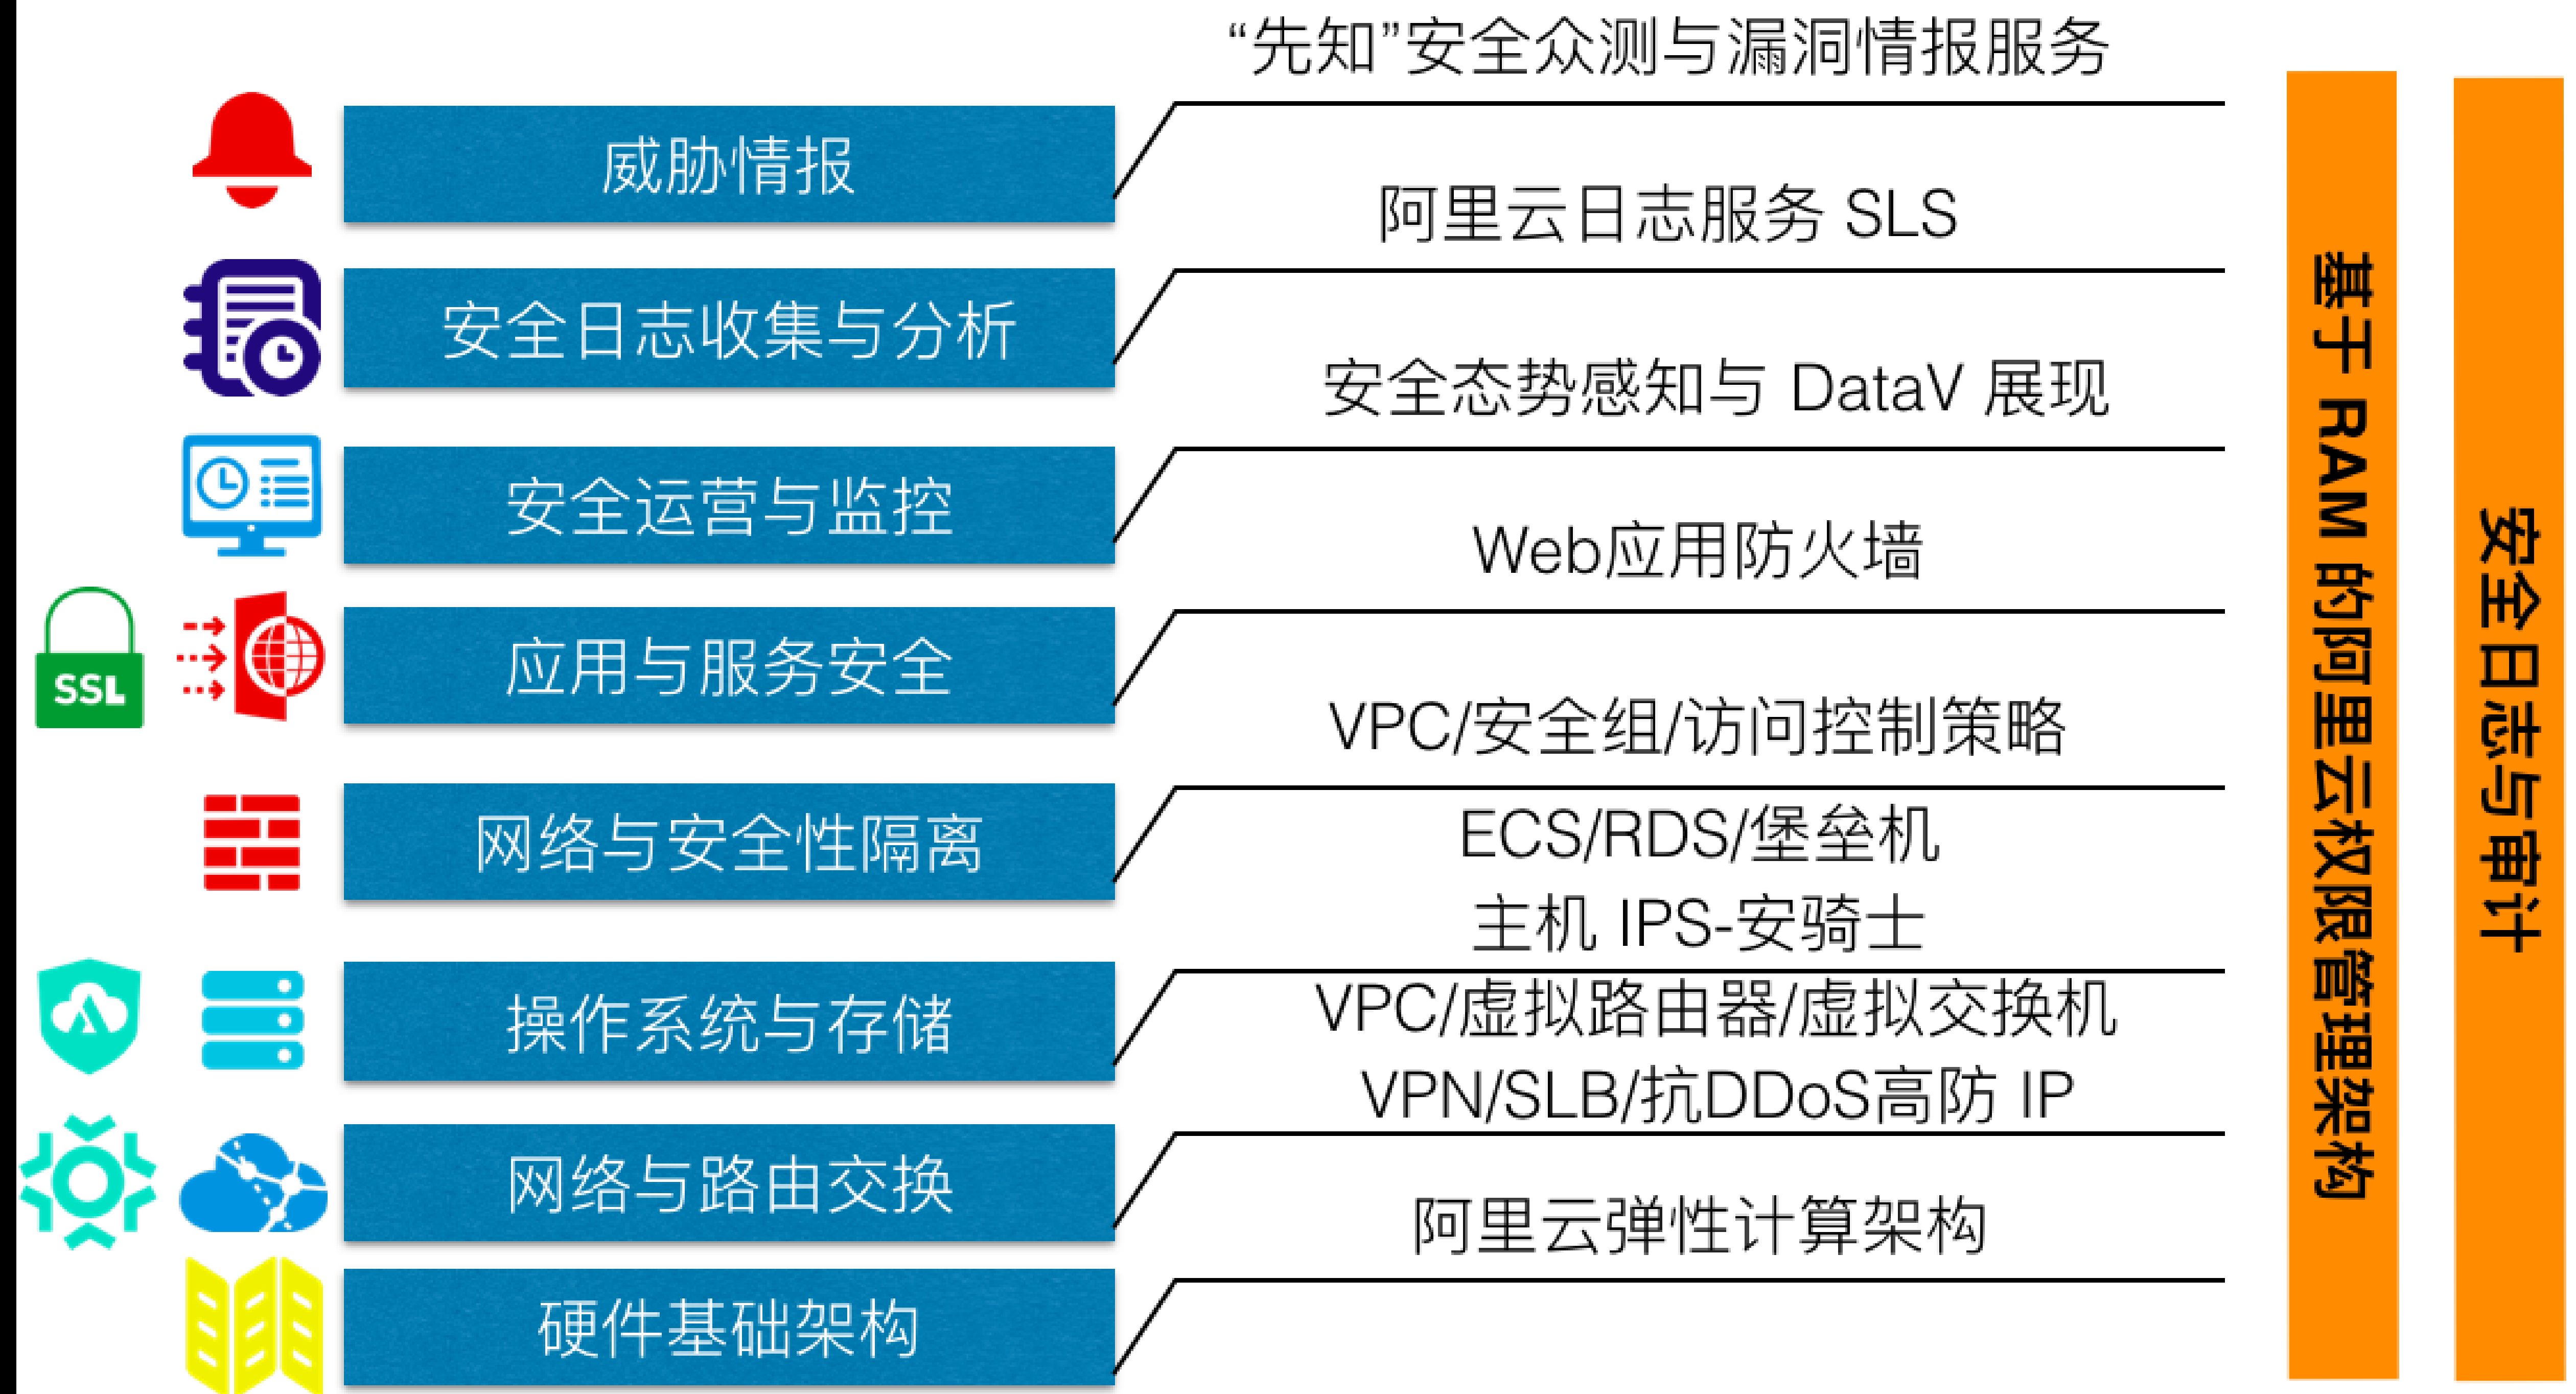 “先知”安全众测与漏洞情报服务
威胁情报
阿里云日志服务 SLS
安全日志收集与分析
安全态势感知与 DataV 展现
安全运营与监控
Web应用防火墙
SSL
应用与服务安全
VPC/安全组/访问控制策略
网络与安全性隔离
ECS/RDS/堡垒机
主机 IPS-安骑士
操作系统与存储
VPC/虚拟路由器/虚拟交换机
VPN/SLB/抗DDoS高防 IP
网络与路由交换
阿里云弹性计算架构
硬件基础架构
基于 RAM 的阿里云权限管理架构
安全日志与审计